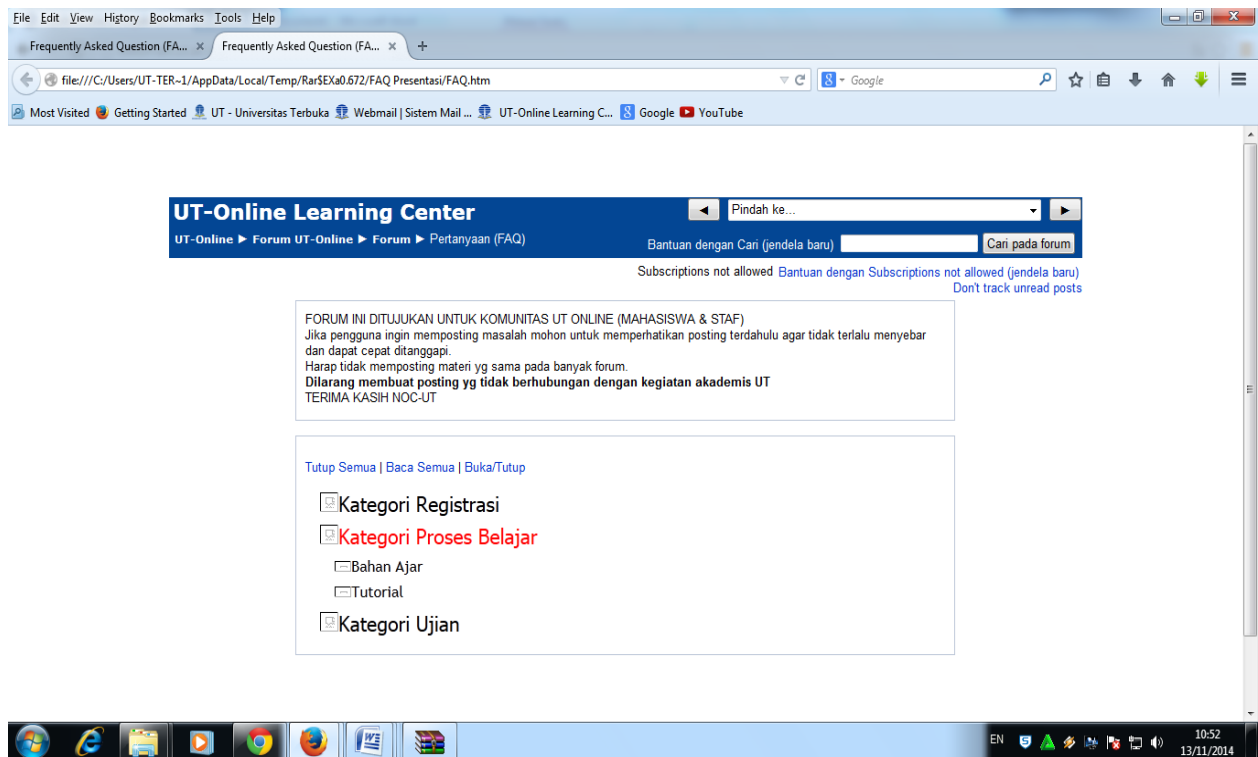 File Edit View History Bookmarks Tools Help
Frequently Asked Question (FA... × Frequently Asked Question (FA... × +
file:///C:/Users/UT-TER~1/AppData/Local/Temp/Rar$EXa0.672/FAQ Presentasi/FAQ.htm Google
Most Visited Getting Started UT - Universitas Terbuka Webmail | Sistem Mail ... UT-Online Learning C... Google YouTube
UT-Online Learning Center Pindah ke...
UT-Online ► Forum UT-Online ► Forum ► Pertanyaan (FAQ) Bantuan dengan Cari (jendela baru) Cari pada forum
Subscriptions not allowed Bantuan dengan Subscriptions not allowed (jendela baru)
Don't track unread posts
FORUM INI DITUJUKAN UNTUK KOMUNITAS UT ONLINE (MAHASISWA & STAF)
Jika pengguna ingin memposting masalah mohon untuk memperhatikan posting terdahulu agar tidak terlalu menyebar
dan dapat cepat ditanggapi.
Harap tidak memposting materi yg sama pada banyak forum.
Dilarang membuat posting yg tidak berhubungan dengan kegiatan akademis UT
TERIMA KASIH NOC-UT
Tutup Semua | Baca Semua | Buka/Tutup
Kategori Registrasi
Kategori Proses Belajar
Bahan Ajar
Tutorial
Kategori Ujian
EN 10:52
13/11/2014